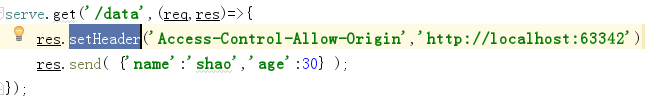 serve.get('/data',(req,res)=>{
res.setHeader('Access-Control-Allow-Origin','http://localhost:63342')
res.send( {'name':'shao','age':30} );
});